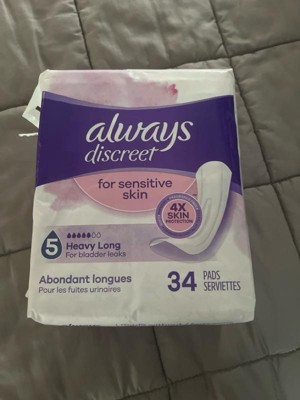 always
discreet
for sensitive
skin
4X
SKIN
PROTECTION
5
Heavy Long
For bladder leaks
Abondant longues
Pour les fuites urinaires
34 PADS
SERVIETTES